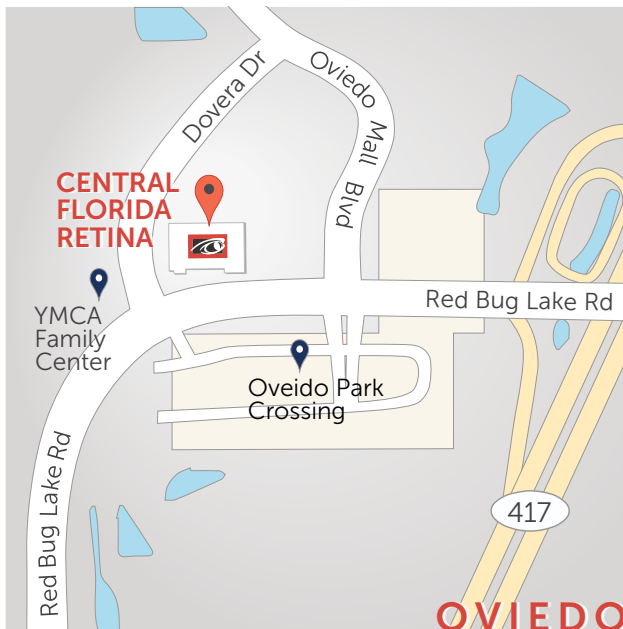 Dovera Dr
Oviedo Mall Blvd
CENTRAL
FLORIDA
RETINA
YMCA
Family
Center
Red Bug Lake Rd
Oveido Park
Crossing
Red Bug Lake Rd
417
OVIEDO